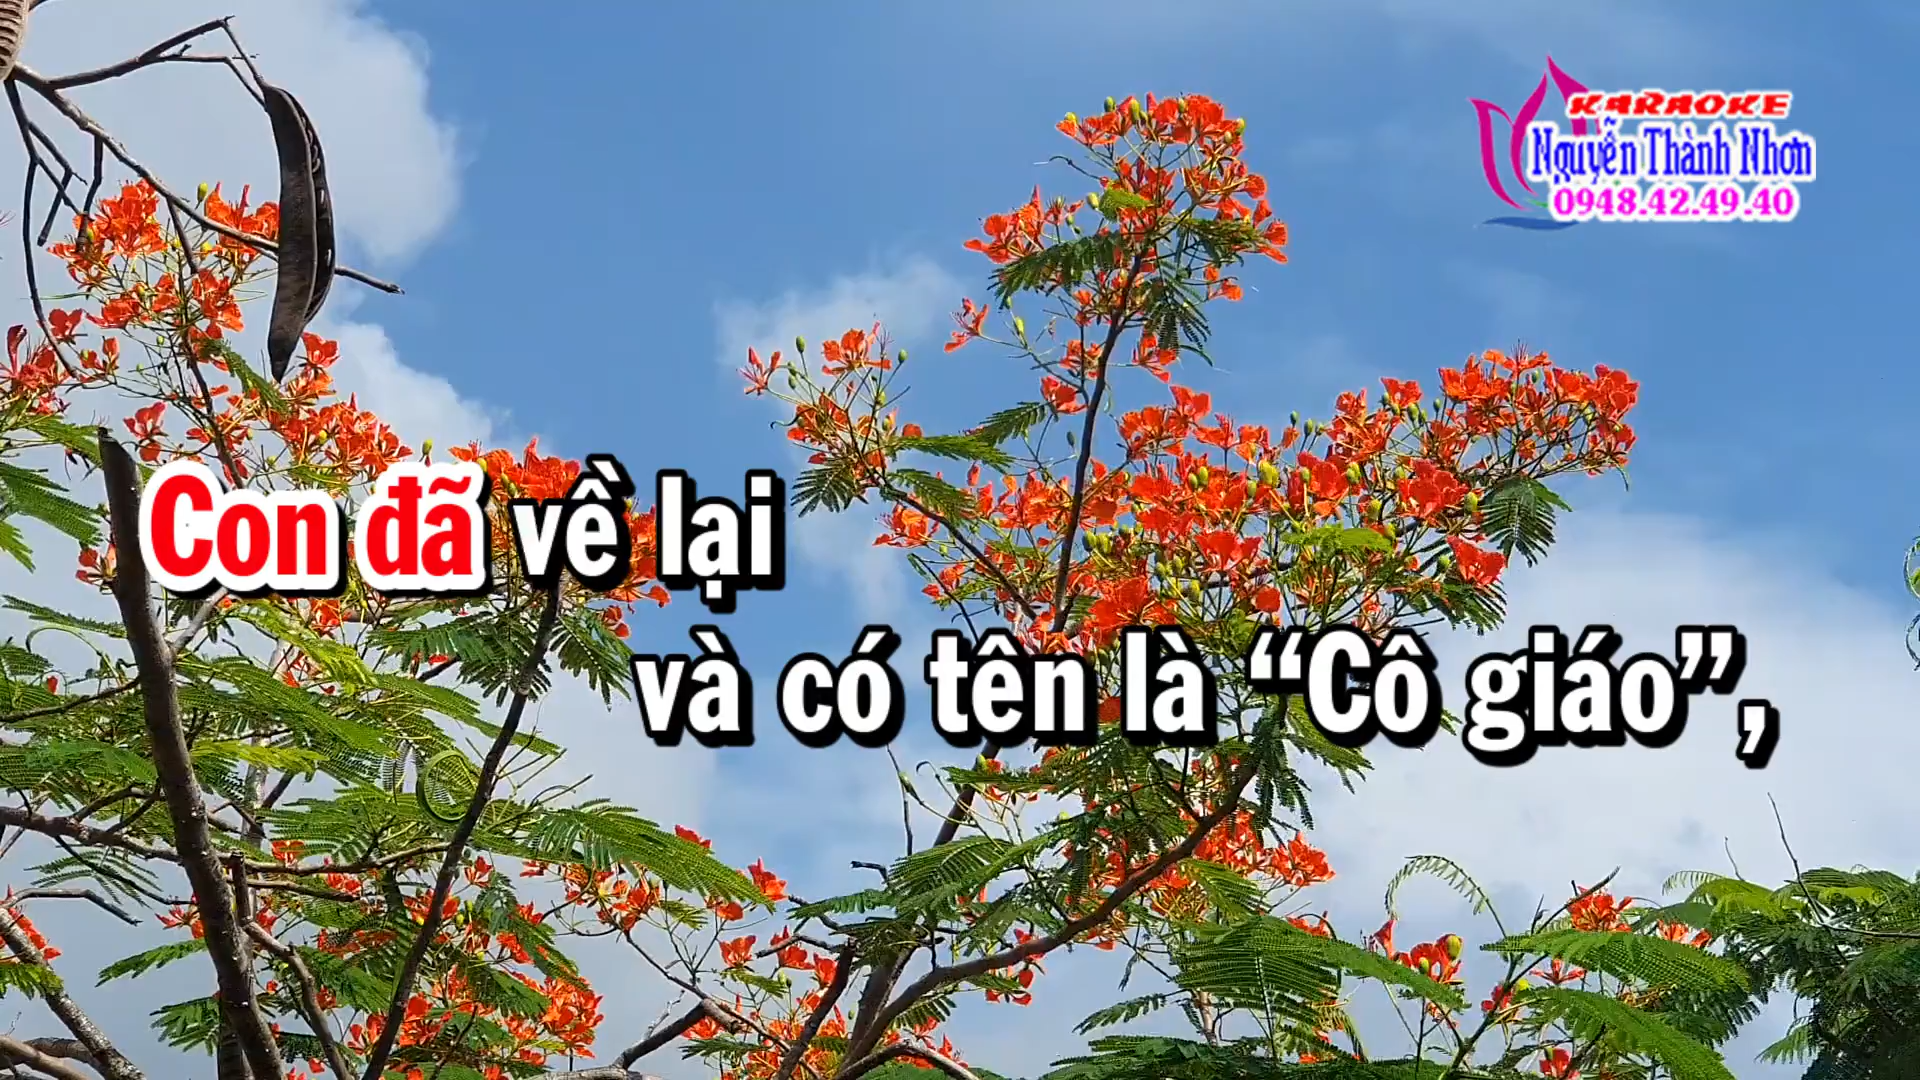 KARAOKE
Nguyễn Thành Nhơn
0948.42.49.40
Con đã về lại
và có tên là “Cô giáo”,